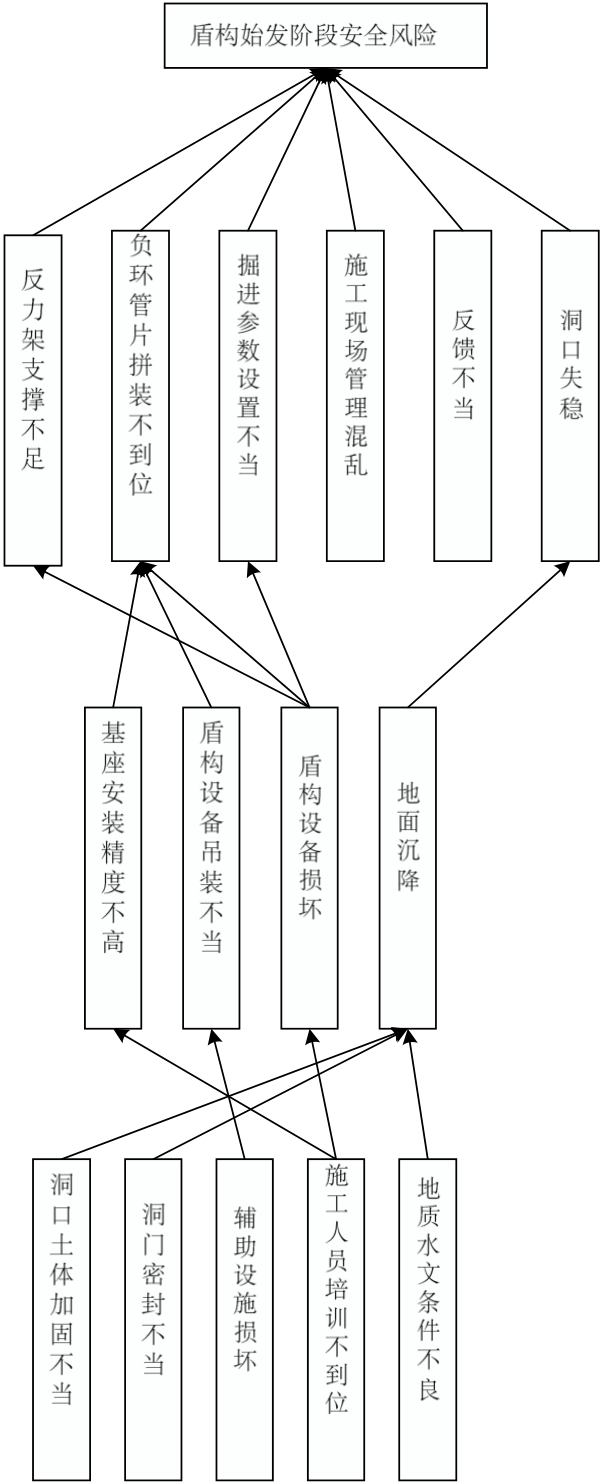 盾构始发阶段安全风险
反力架支撑不足
负环管片拼装不到位
掘进参数设置不当
施工现场管理混乱
反馈不当
洞口失稳
基座安装精度不高
盾构设备吊装不当
盾构设备损坏
地面沉降
洞口土体加固不当
洞门密封不当
辅助设施损坏
施工人员培训不到位
地质水文条件不良